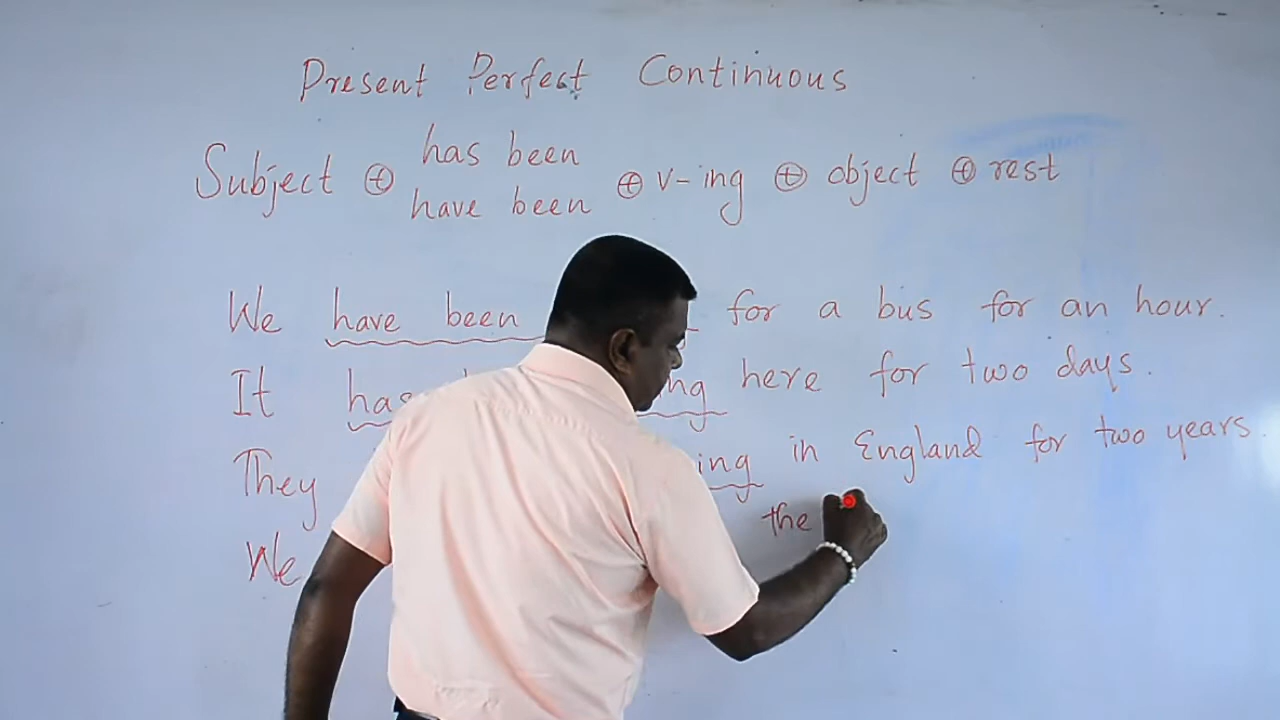 Present Perfect Continuous
has been
Subject ⊕ ⊕ v-ing ⊕ object ⊕ rest
have been
We have been for a bus for an hour.
It has ng here for two days.
They ing in England for two years.
We the